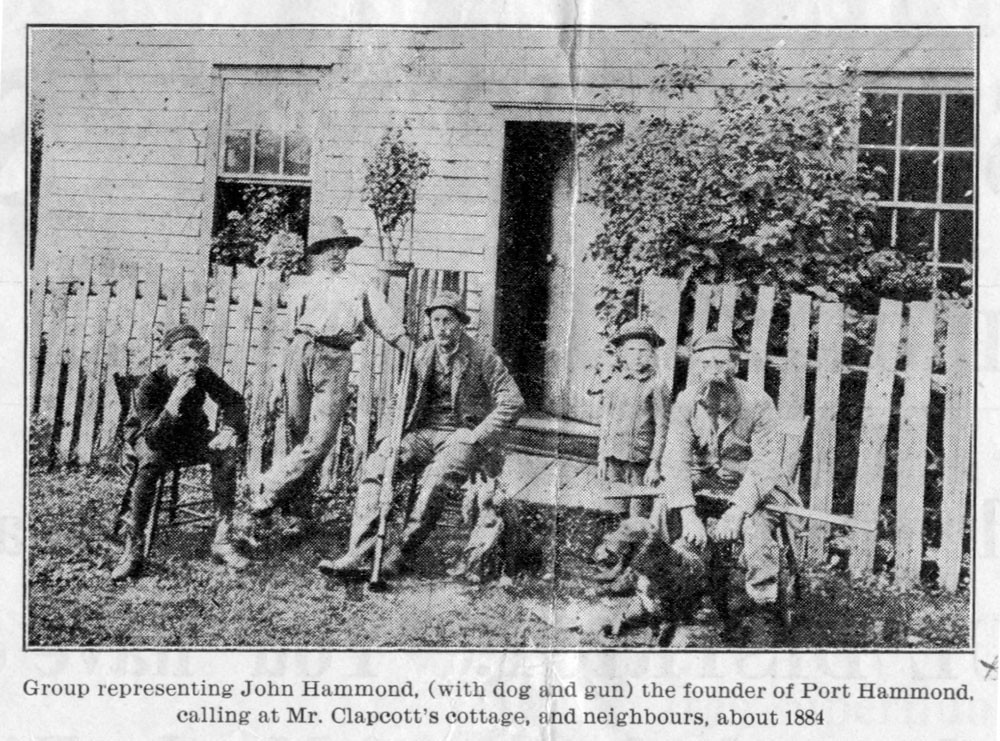 Group representing John Hammond, (with dog and gun) the founder of Port Hammond,
calling at Mr. Clapcott's cottage, and neighbours, about 1884